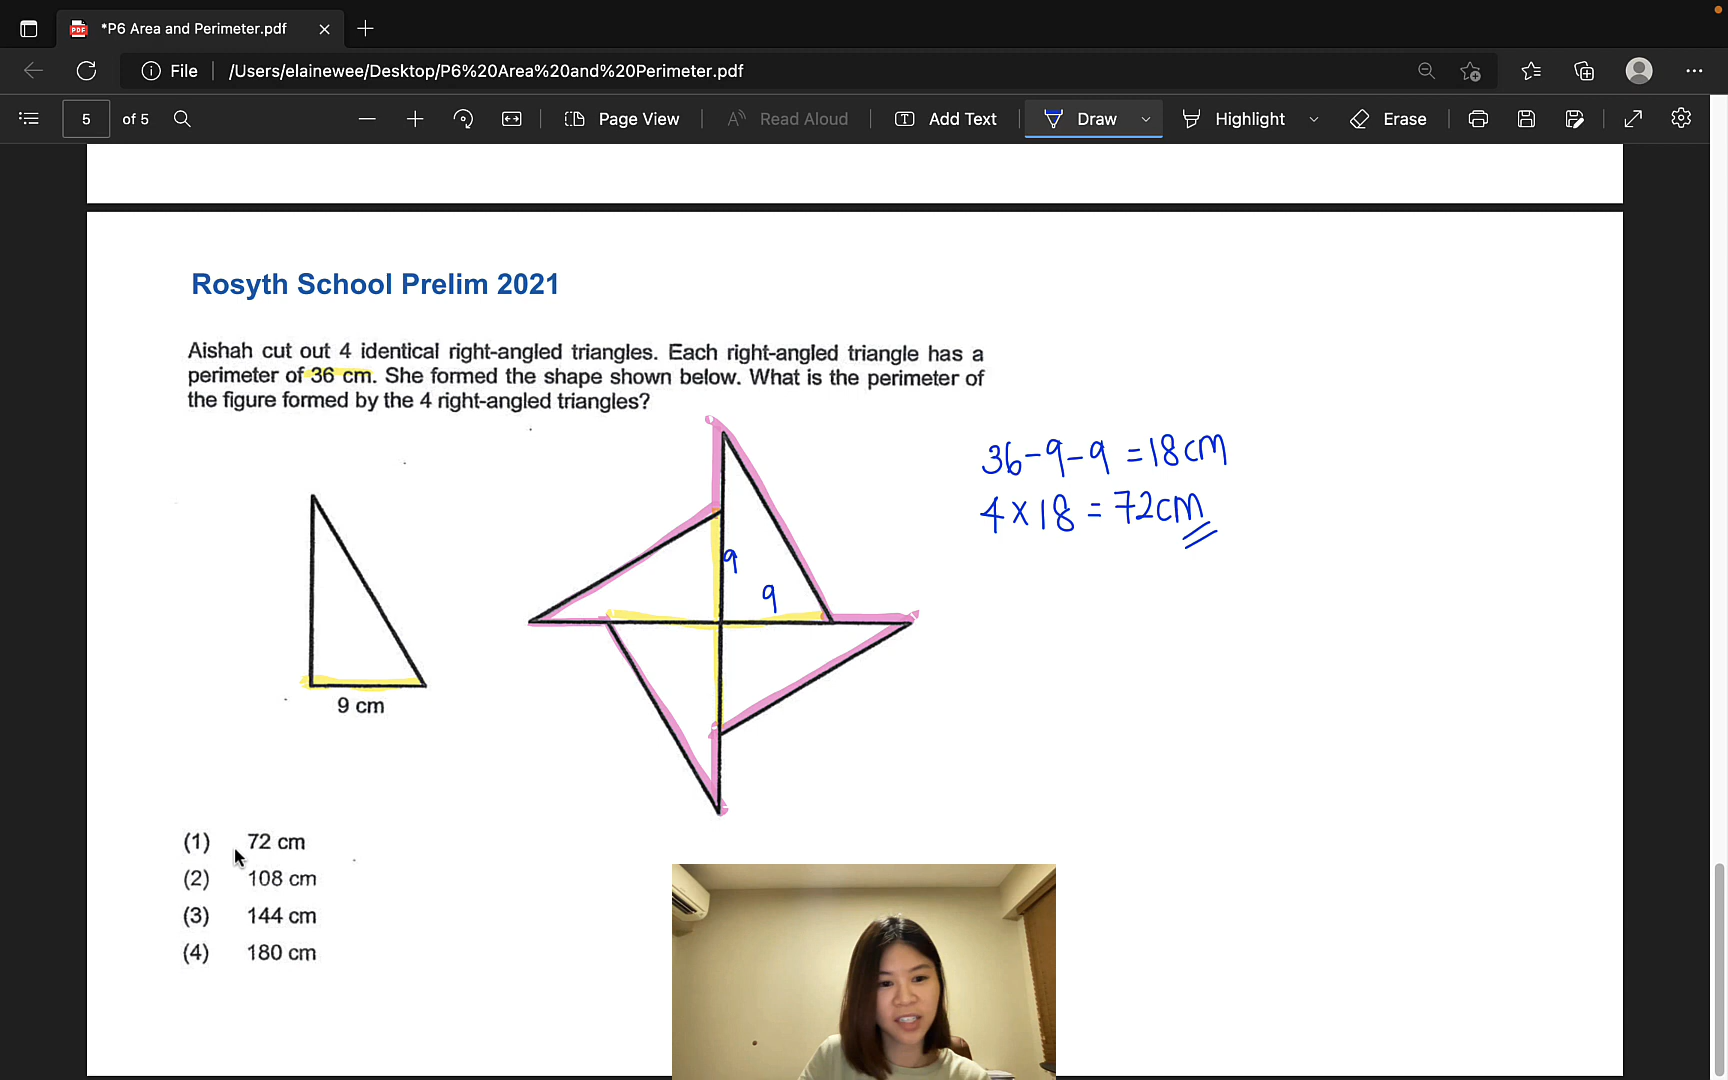 *P6 Area and Perimeter.pdf
File /Users/elainewee/Desktop/P6%20Area%20and%20Perimeter.pdf
5 of 5 Page View Read Aloud Add Text Draw Highlight Erase
Rosyth School Prelim 2021
Aishah cut out 4 identical right-angled triangles. Each right-angled triangle has a
perimeter of 36 cm. She formed the shape shown below. What is the perimeter of
the figure formed by the 4 right-angled triangles?
36-9-9 =18cm
4 × 18 = 72cm
9
9
9 cm
(1) 72 cm
(2) 108 cm
(3) 144 cm
(4) 180 cm